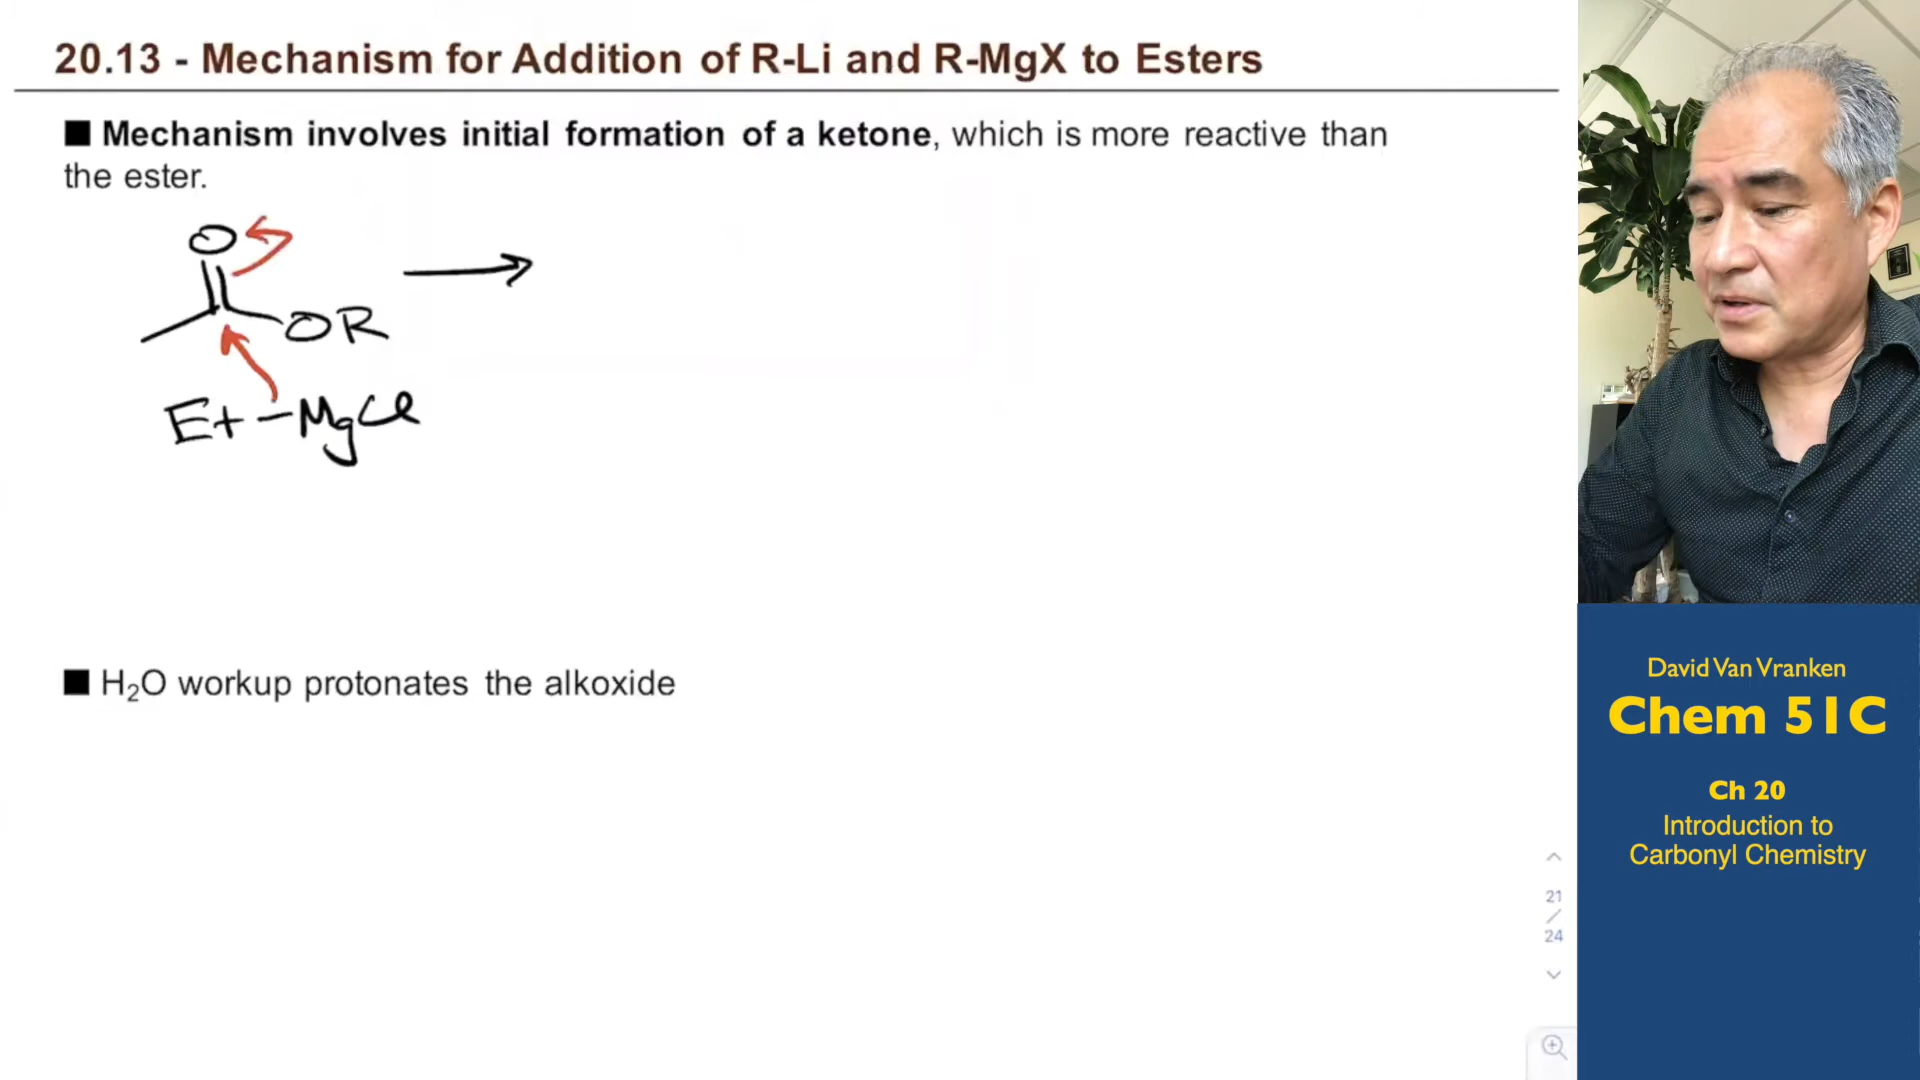 20.13 - Mechanism for Addition of R-Li and R-MgX to Esters
■ Mechanism involves initial formation of a ketone, which is more reactive than
the ester.
O
OR
Et-MgCl
■ H₂O workup protonates the alkoxide
David Van Vranken
Chem 51C
Ch 20
Introduction to
Carbonyl Chemistry
21
/
24